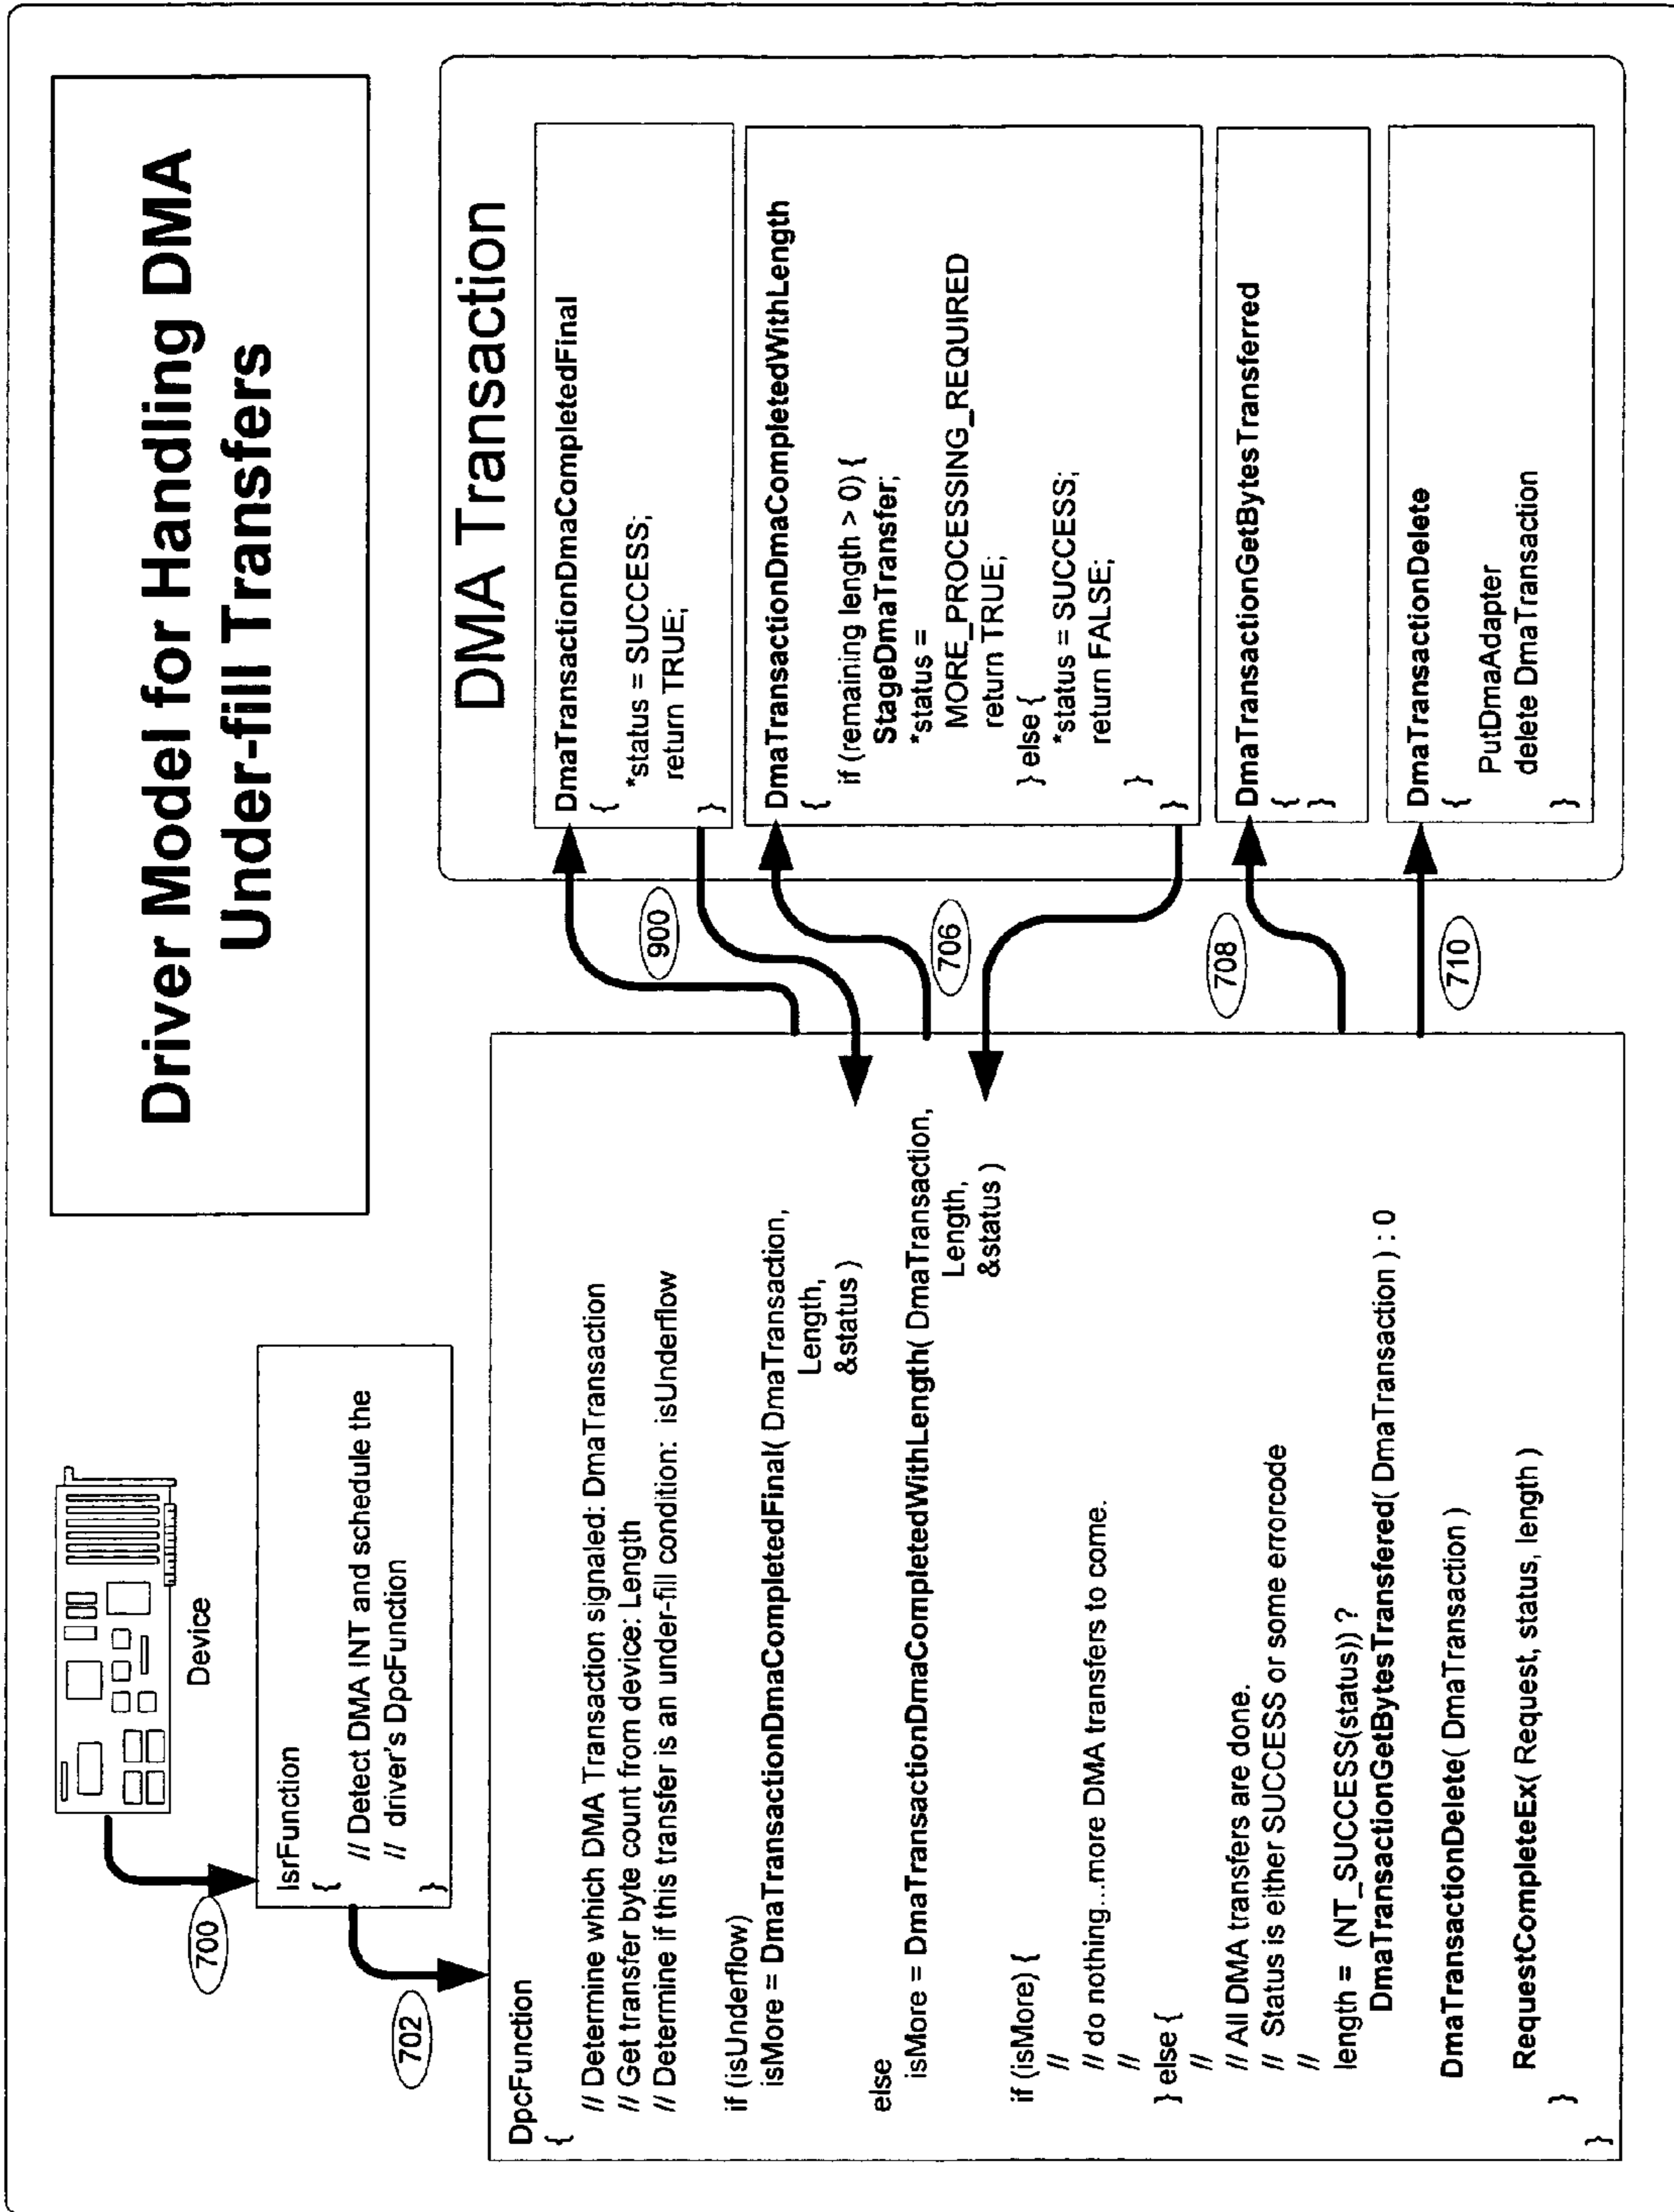 Driver Model for Handling DMA
Under-fill Transfers
Device
700
IsrFunction
{
// Detect DMA INT and schedule the
// driver's DpcFunction
}
702
DpcFunction
{
// Determine which DMA Transaction signaled: DmaTransaction
// Get transfer byte count from device: Length
// Determine if this transfer is an under-fill condition: isUnderflow
if (isUnderflow)
isMore = DmaTransactionDmaCompletedFinal( DmaTransaction,
Length,
&status )
else
isMore = DmaTransactionDmaCompletedWithLength( DmaTransaction,
Length,
&status )
if (isMore) {
//
// do nothing...more DMA transfers to come.
//
} else {
//
// All DMA transfers are done.
// Status is either SUCCESS or some errorcode
//
length = (NT_SUCCESS(status)) ?
DmaTransactionGetBytesTransferred( DmaTransaction ) : 0
DmaTransactionDelete( DmaTransaction )
RequestCompleteEx( Request, status, length )
}
}
900
706
708
710
DMA Transaction
DmaTransactionDmaCompletedFinal
{
*status = SUCCESS;
return TRUE;
}
DmaTransactionDmaCompletedWithLength
{
if (remaining length > 0) {
StageDmaTransfer;
*status =
MORE_PROCESSING_REQUIRED
return TRUE;
} else {
*status = SUCCESS;
return FALSE;
}
}
DmaTransactionGetBytesTransferred
{
}
DmaTransactionDelete
{
PutDmaAdapter
delete DmaTransaction
}